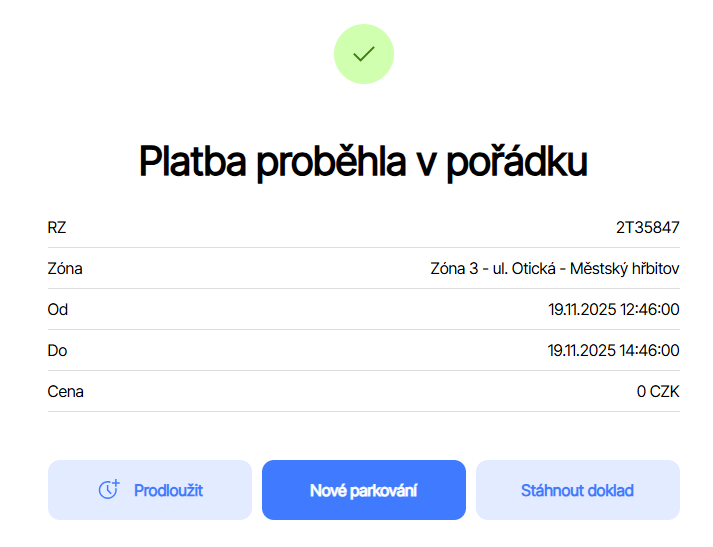 Platba proběhla v pořádku
RZ 2T35847
Zóna Zóna 3 - ul. Otická - Městský hřbitov
Od 19.11.2025 12:46:00
Do 19.11.2025 14:46:00
Cena 0 CZK
Prodloužit Nové parkování Stáhnout doklad